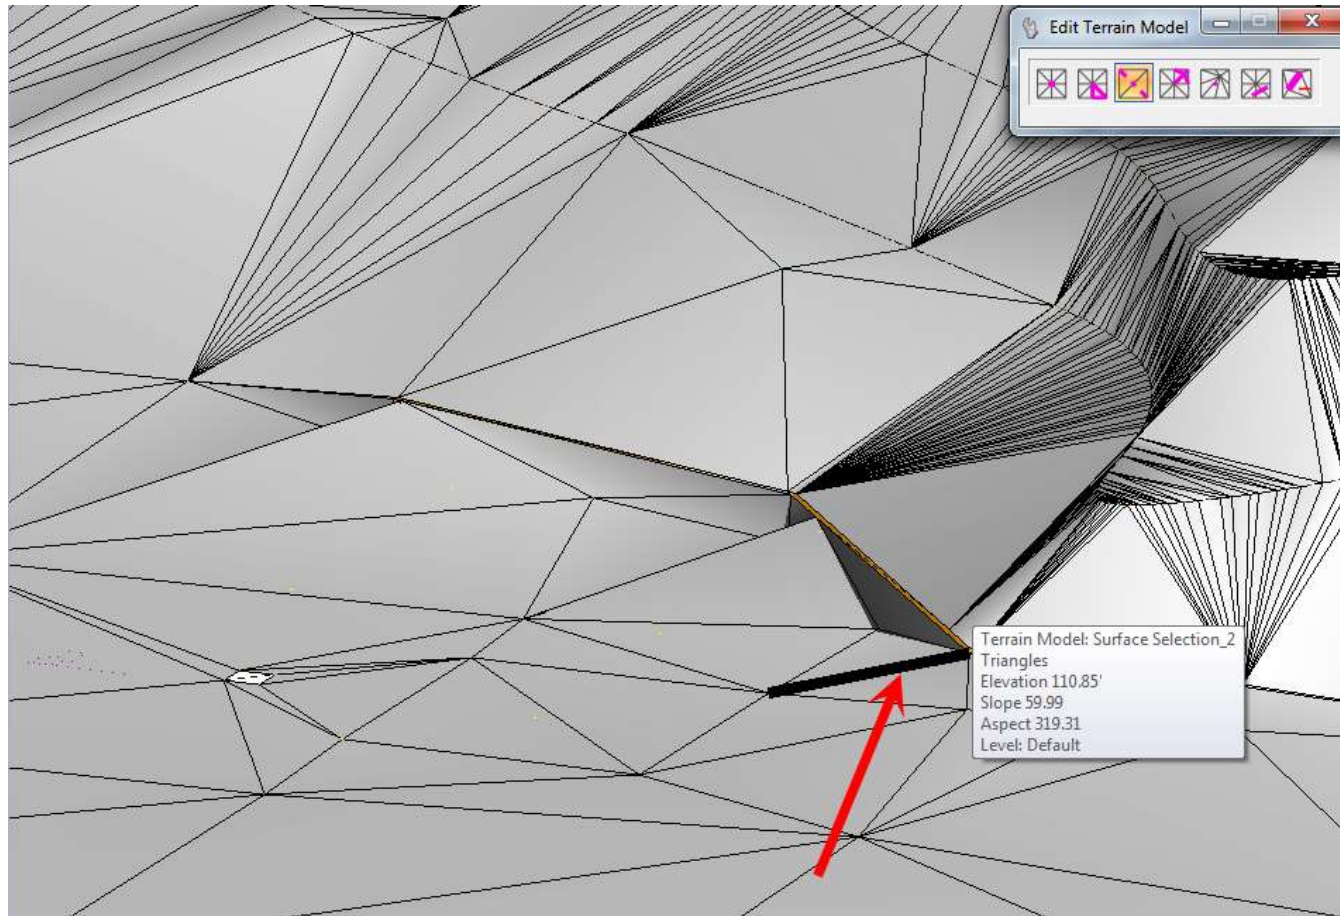 Edit Terrain Model
Terrain Model: Surface Selection_2
Triangles
Elevation 110.85'
Slope 59.99
Aspect 319.31
Level: Default